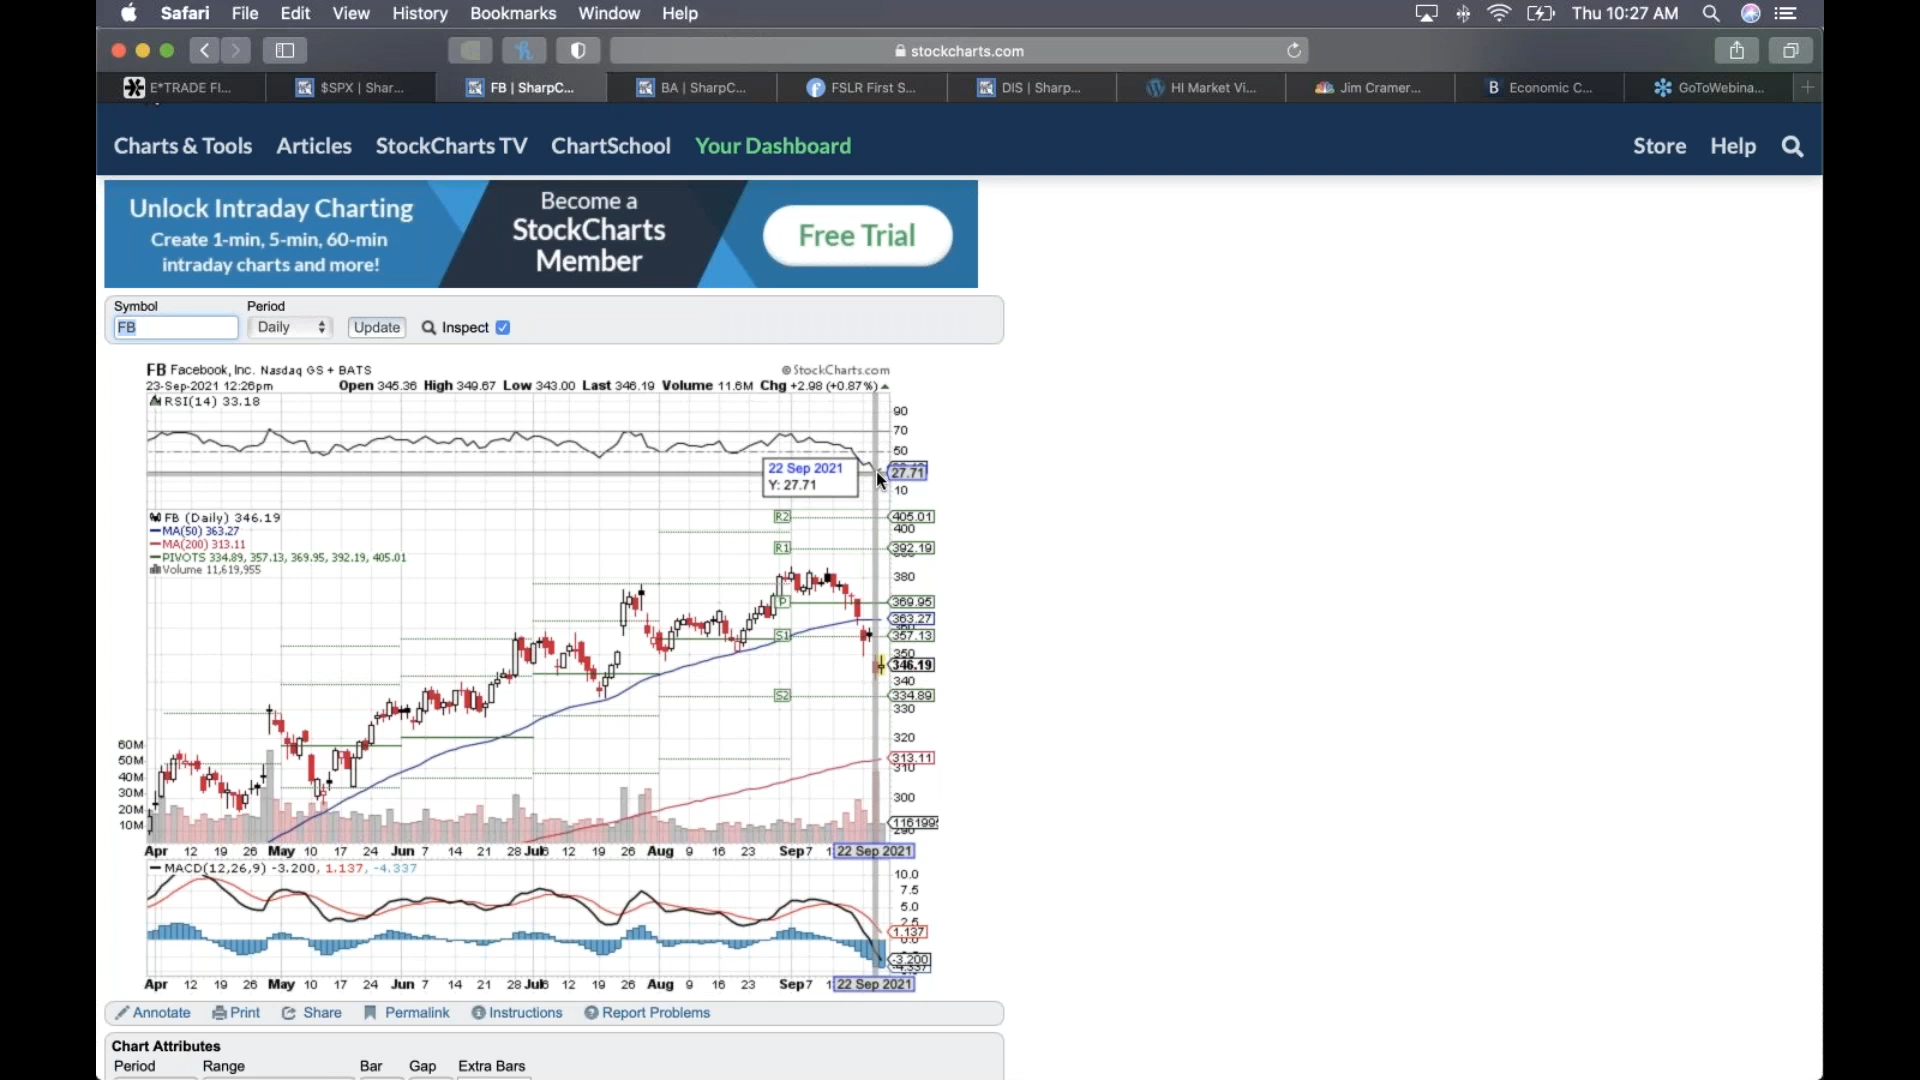 Safari File Edit View History Bookmarks Window Help Thu 10:27 AM
stockcharts.com
E*TRADE FI... $SPX | Shar... FB | SharpC... BA | SharpC... FSLR First S... DIS | Sharp... HI Market Vi... Jim Cramer... B Economic C... GoToWebina...
Charts & Tools Articles StockCharts TV ChartSchool Your Dashboard Store Help
Unlock Intraday Charting
Create 1-min, 5-min, 60-min
intraday charts and more!
Become a
StockCharts
Member
Free Trial
Symbol Period
FB Daily Update Inspect
FB Facebook, Inc. Nasdaq GS + BATS © StockCharts.com
23-Sep-2021 12:26pm Open 345.36 High 349.67 Low 343.00 Last 346.19 Volume 11.6M Chg +2.98 (+0.87%)
RSI(14) 33.18
90
70
50
27.71
10
22 Sep 2021
Y: 27.71
FB (Daily) 346.19
MA(50) 363.27
MA(200) 313.11
PIVOTS 334.89, 357.13, 369.95, 392.19, 405.01
Volume 11,619,955
R2 405.01
400
R1 392.19
380
P 369.95
363.27
S1 357.13
350
346.19
340
S2 334.89
330
320
313.11
310
300
290
60M
50M
40M
30M
20M
10M
Apr 12 19 26 May 10 17 24 Jun 7 14 21 28 Jul 6 12 19 26 Aug 9 16 23 Sep 7 22 Sep 2021
MACD(12,26,9) -3.200, 1.137, -4.337
10.0
7.5
5.0
2.5
1.137
0.0
-3.200
-4.337
Apr 12 19 26 May 10 17 24 Jun 7 14 21 28 Jul 6 12 19 26 Aug 9 16 23 Sep 7 22 Sep 2021
Annotate Print Share Permalink Instructions Report Problems
Chart Attributes
Period Range Bar Gap Extra Bars